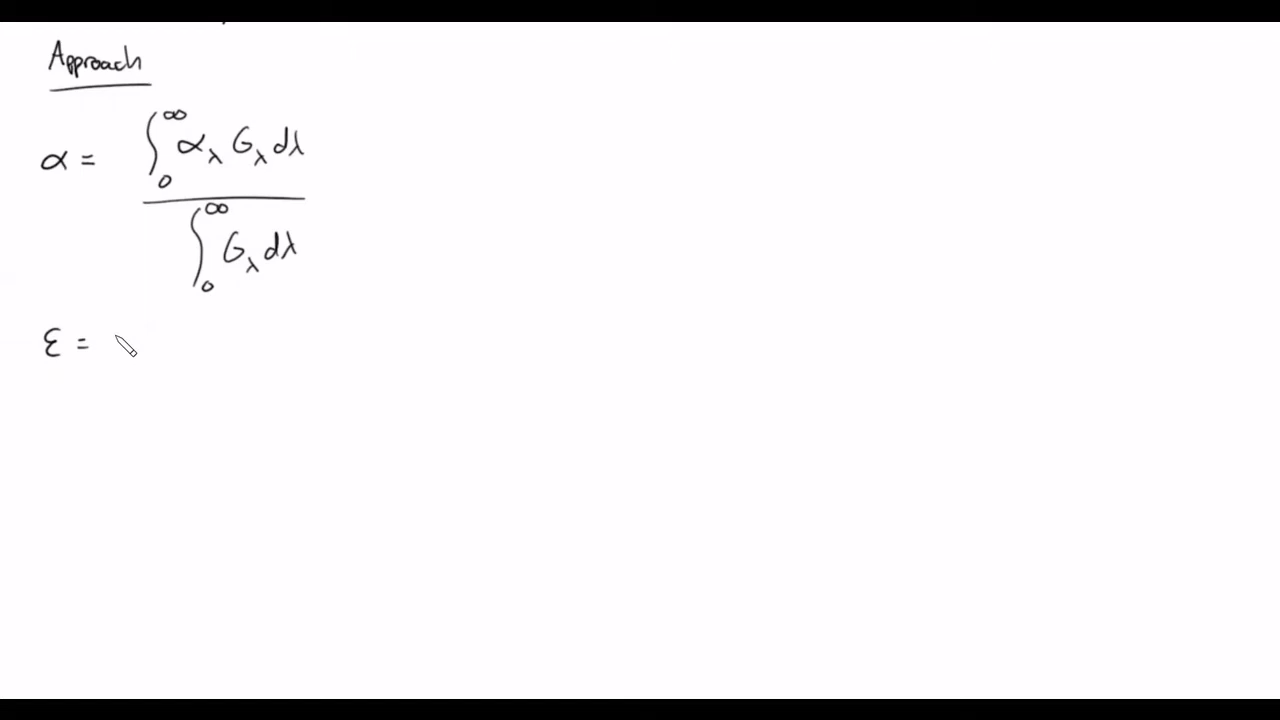 Approach
α = ∫₀^∞ α_λ G_λ dλ
∫₀^∞ G_λ dλ
ε =